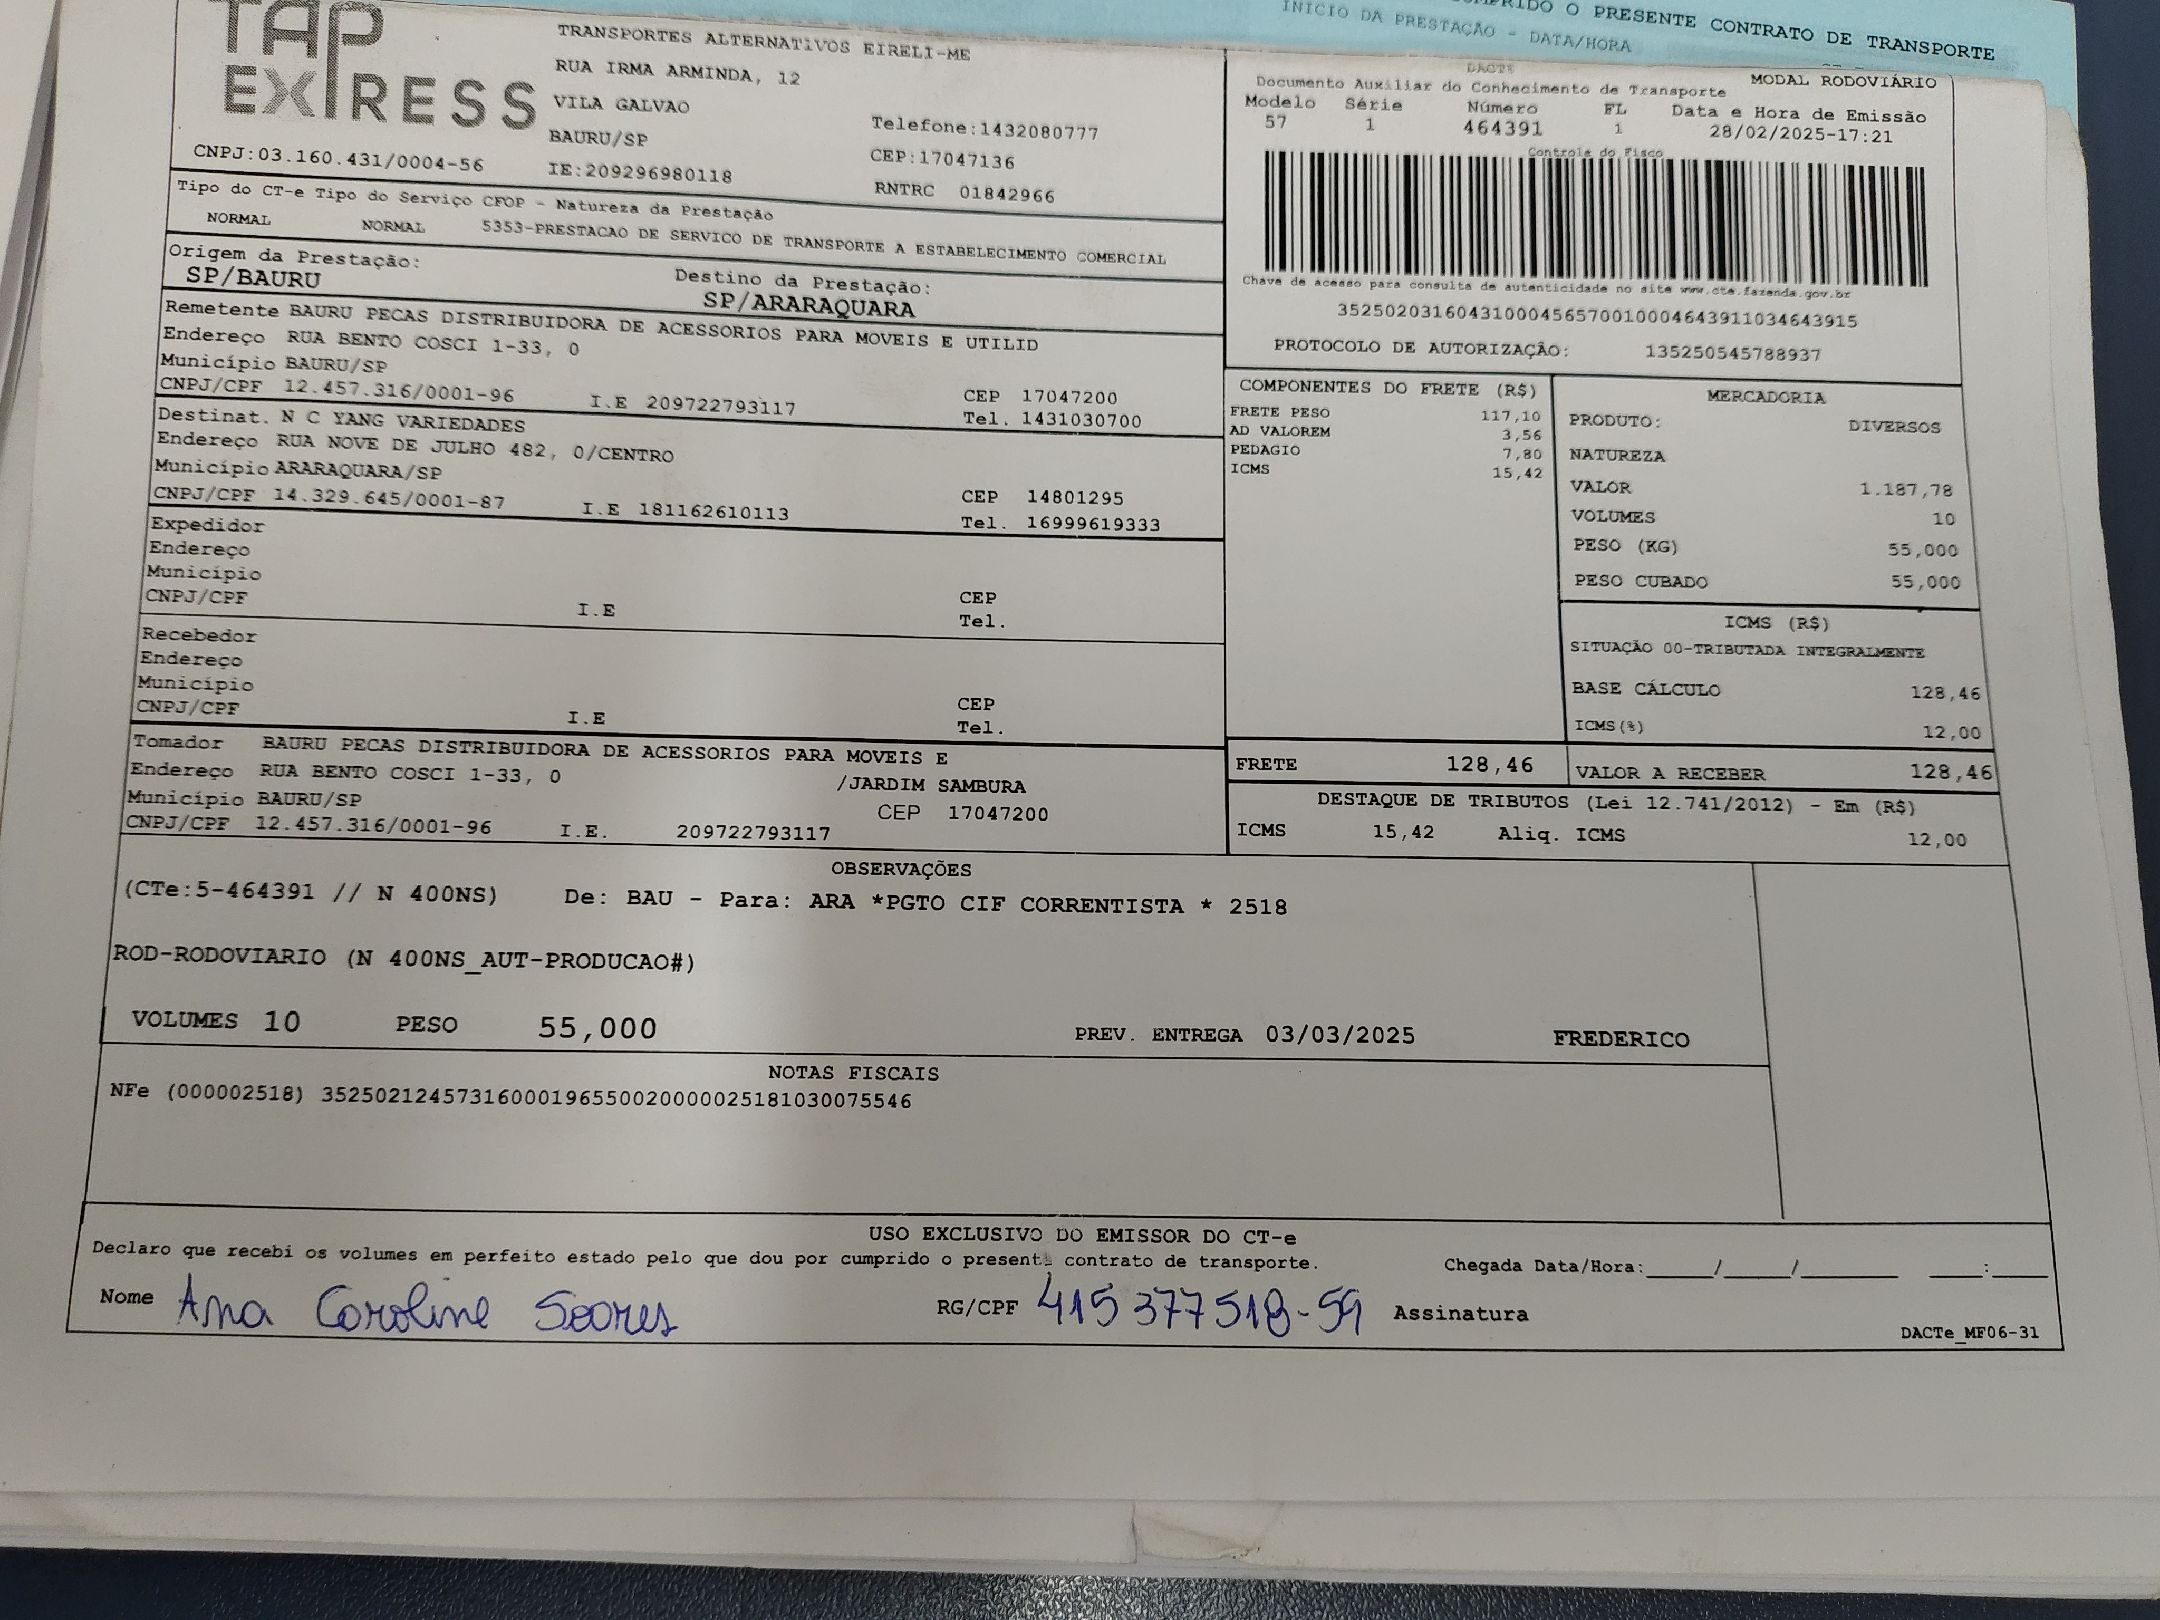 INICIO DA PRESTAÇÃO - DATA/HORA
O PRESENTE CONTRATO DE TRANSPORTE
TAP EXPRESS
TRANSPORTES ALTERNATIVOS EIRELI-ME
RUA IRMA ARMINDA, 12
VILA GALVAO
BAURU/SP
Telefone:1432080777
CNPJ:03.160.431/0004-56
IE:209296980118
CEP:17047136
RNTRC 01842966
DACTE
MODAL RODOVIÁRIO
Documento Auxiliar do Conhecimento de Transporte
Modelo Série Número FL Data e Hora de Emissão
57 1 464391 1 28/02/2025-17:21
Controle do Fisco
Chave de acesso para consulta de autenticidade no site www.cte.fazenda.gov.br
35250203160431000456570010004643911034643915
PROTOCOLO DE AUTORIZAÇÃO: 135250545788937
Tipo do CT-e Tipo do Serviço CFOP - Natureza da Prestação
NORMAL NORMAL 5353-PRESTACAO DE SERVICO DE TRANSPORTE A ESTABELECIMENTO COMERCIAL
Origem da Prestação: Destino da Prestação:
SP/BAURU SP/ARARAQUARA
Remetente BAURU PECAS DISTRIBUIDORA DE ACESSORIOS PARA MOVEIS E UTILID
Endereço RUA BENTO COSCI 1-33, 0
Município BAURU/SP
CNPJ/CPF 12.457.316/0001-96 I.E 209722793117
CEP 17047200
Tel. 1431030700
Destinat. N C YANG VARIEDADES
Endereço RUA NOVE DE JULHO 482, 0/CENTRO
Município ARARAQUARA/SP
CNPJ/CPF 14.329.645/0001-87 I.E 181162610113
CEP 14801295
Tel. 16999619333
Expedidor
Endereço
Município
CNPJ/CPF I.E
CEP
Tel.
Recebedor
Endereço
Município
CNPJ/CPF I.E
CEP
Tel.
Tomador BAURU PECAS DISTRIBUIDORA DE ACESSORIOS PARA MOVEIS E
Endereço RUA BENTO COSCI 1-33, 0 /JARDIM SAMBURA
Município BAURU/SP CEP 17047200
CNPJ/CPF 12.457.316/0001-96 I.E. 209722793117
COMPONENTES DO FRETE (R$)
FRETE PESO 117,10
AD VALOREM 3,56
PEDAGIO 7,80
ICMS 15,42
MERCADORIA
PRODUTO: DIVERSOS
NATUREZA
VALOR 1.187,78
VOLUMES 10
PESO (KG) 55,000
PESO CUBADO 55,000
ICMS (R$)
SITUAÇÃO 00-TRIBUTADA INTEGRALMENTE
BASE CÁLCULO 128,46
ICMS(%) 12,00
FRETE 128,46 VALOR A RECEBER 128,46
DESTAQUE DE TRIBUTOS (Lei 12.741/2012) - Em (R$)
ICMS 15,42 Aliq. ICMS 12,00
OBSERVAÇÕES
(CTe:5-464391 // N 400NS) De: BAU - Para: ARA *PGTO CIF CORRENTISTA * 2518
ROD-RODOVIARIO (N 400NS_AUT-PRODUCAO#)
VOLUMES 10 PESO 55,000 PREV. ENTREGA 03/03/2025 FREDERICO
NOTAS FISCAIS
NFe (000002518) 35250212457316000196550020000025181030075546
USO EXCLUSIVO DO EMISSOR DO CT-e
Declaro que recebi os volumes em perfeito estado pelo que dou por cumprido o presente contrato de transporte. Chegada Data/Hora:_____/_____/_______ ____:____
Nome Ana Caroline Soares RG/CPF 415377518-59 Assinatura
DACTe_MF06-31